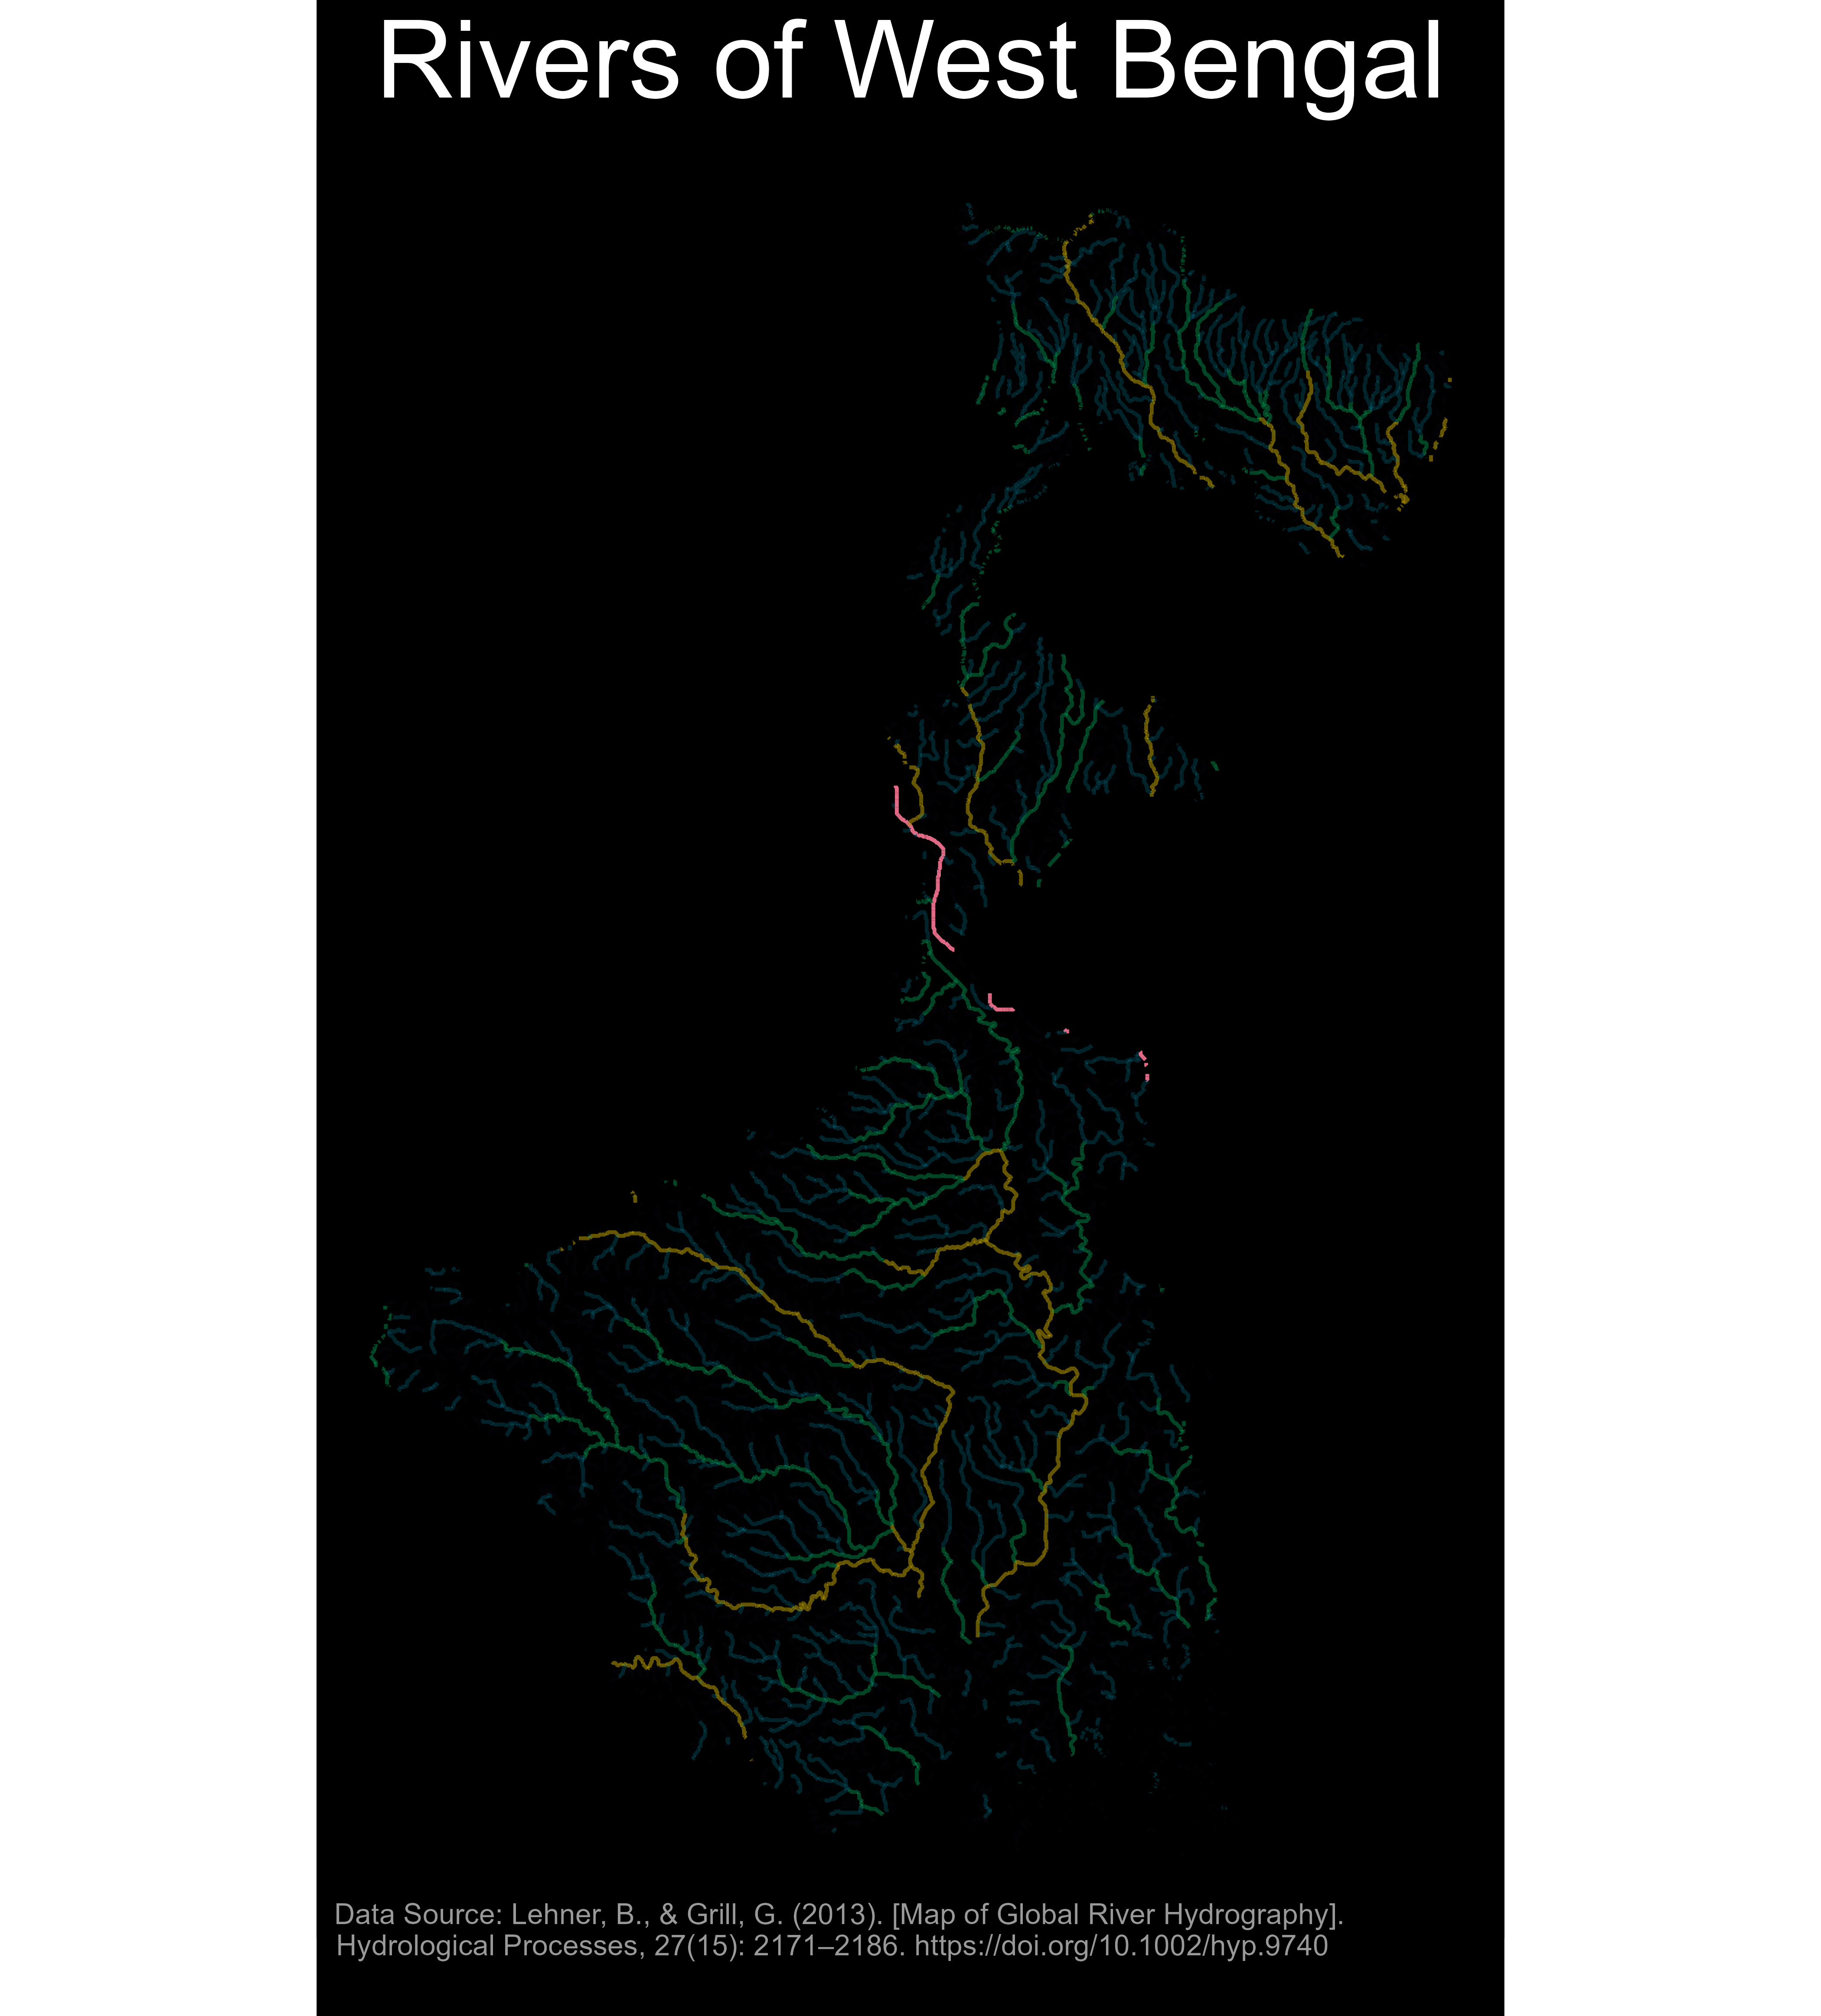 Rivers of West Bengal
Data Source: Lehner, B., & Grill, G. (2013). [Map of Global River Hydrography].
Hydrological Processes, 27(15): 2171–2186. https://doi.org/10.1002/hyp.9740